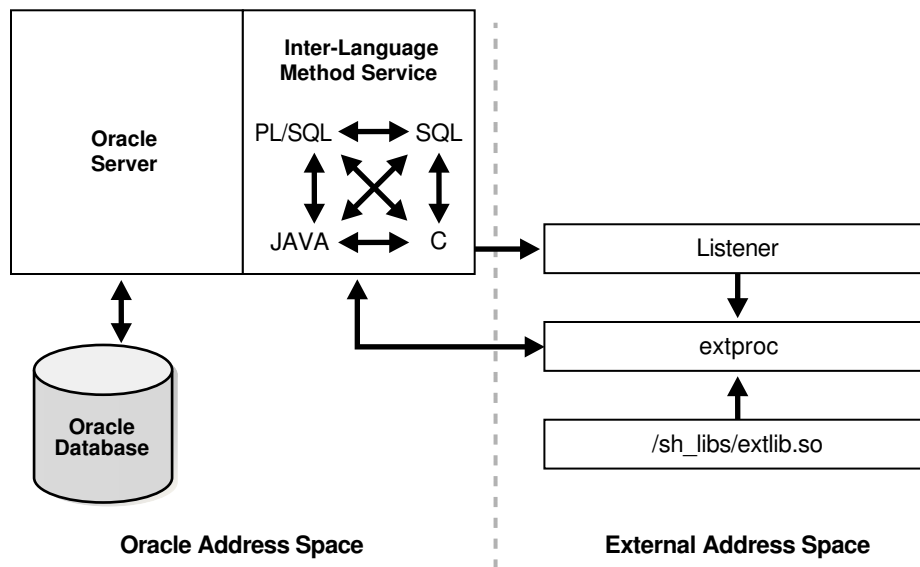 Inter-Language
Method Service
Oracle
Server
PL/SQL
SQL
JAVA
C
Listener
extproc
/sh_libs/extlib.so
Oracle
Database
Oracle Address Space
External Address Space